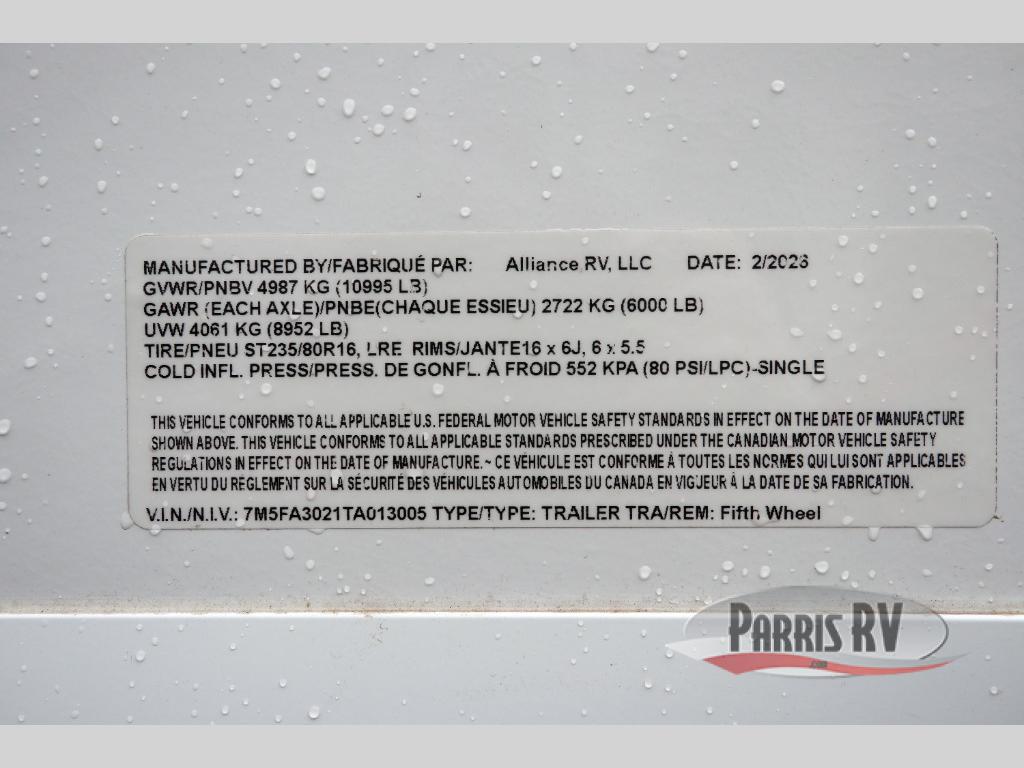 MANUFACTURED BY/FABRIQUÉ PAR: Alliance RV, LLC DATE: 2/2026
GVWR/PNBV 4987 KG (10995 LB)
GAWR (EACH AXLE)/PNBE(CHAQUE ESSIEU) 2722 KG (6000 LB)
UVW 4061 KG (8952 LB)
TIRE/PNEU ST235/80R16, LRE RIMS/JANTE16 x 6J, 6 x 5.5
COLD INFL. PRESS/PRESS. DE GONFL. À FROID 552 KPA (80 PSI/LPC)-SINGLE
THIS VEHICLE CONFORMS TO ALL APPLICABLE U.S. FEDERAL MOTOR VEHICLE SAFETY STANDARDS IN EFFECT ON THE DATE OF MANUFACTURE
SHOWN ABOVE. THIS VEHICLE CONFORMS TO ALL APPLICABLE STANDARDS PRESCRIBED UNDER THE CANADIAN MOTOR VEHICLE SAFETY
REGULATIONS IN EFFECT ON THE DATE OF MANUFACTURE. ~ CE VÉHICULE EST CONFORME À TOUTES LES NORMES QUI LUI SONT APPLICABLES
EN VERTU DU RÈGLEMENT SUR LA SÉCURITÉ DES VÉHICULES AUTOMOBILES DU CANADA EN VIGUEUR À LA DATE DE SA FABRICATION.
V.I.N./N.I.V.: 7M5FA3021TA013005 TYPE/TYPE: TRAILER TRA/REM: Fifth Wheel
PARRIS RV
.com